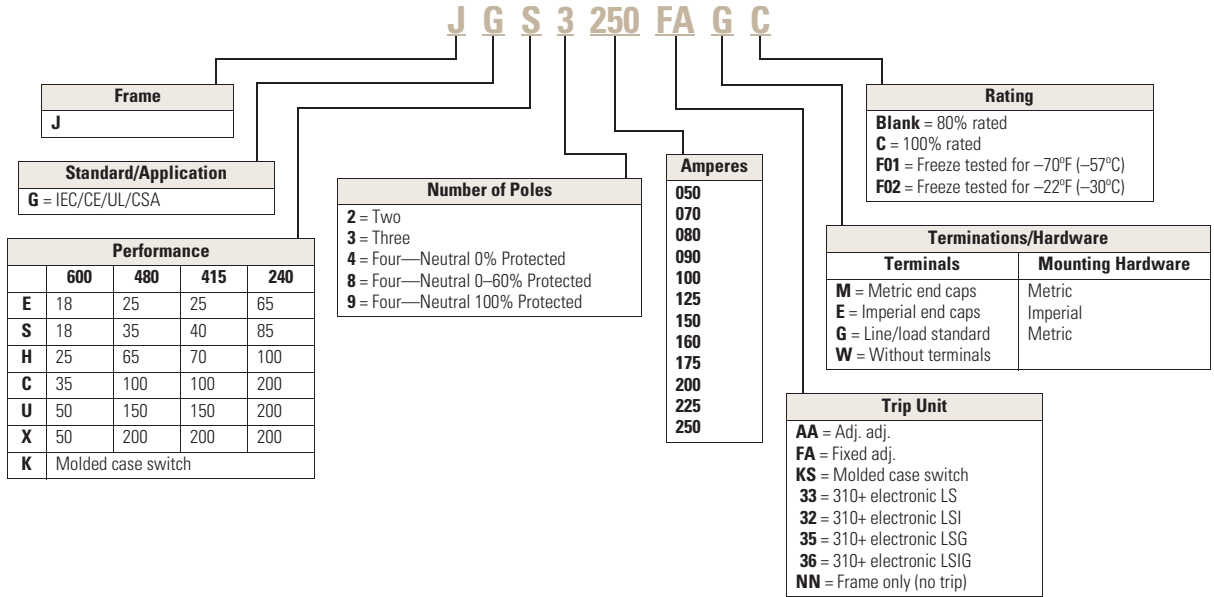 J G S 3 250 FA G C
Frame
J
Standard/Application
G = IEC/CE/UL/CSA
Performance
600 480 415 240
E 18 25 25 65
S 18 35 40 85
H 25 65 70 100
C 35 100 100 200
U 50 150 150 200
X 50 200 200 200
K Molded case switch
Number of Poles
2 = Two
3 = Three
4 = Four—Neutral 0% Protected
8 = Four—Neutral 0–60% Protected
9 = Four—Neutral 100% Protected
Amperes
050
070
080
090
100
125
150
160
175
200
225
250
Rating
Blank = 80% rated
C = 100% rated
F01 = Freeze tested for –70ºF (–57ºC)
F02 = Freeze tested for –22ºF (–30ºC)
Terminations/Hardware
Terminals Mounting Hardware
M = Metric end caps Metric
E = Imperial end caps Imperial
G = Line/load standard Metric
W = Without terminals
Trip Unit
AA = Adj. adj.
FA = Fixed adj.
KS = Molded case switch
33 = 310+ electronic LS
32 = 310+ electronic LSI
35 = 310+ electronic LSG
36 = 310+ electronic LSIG
NN = Frame only (no trip)